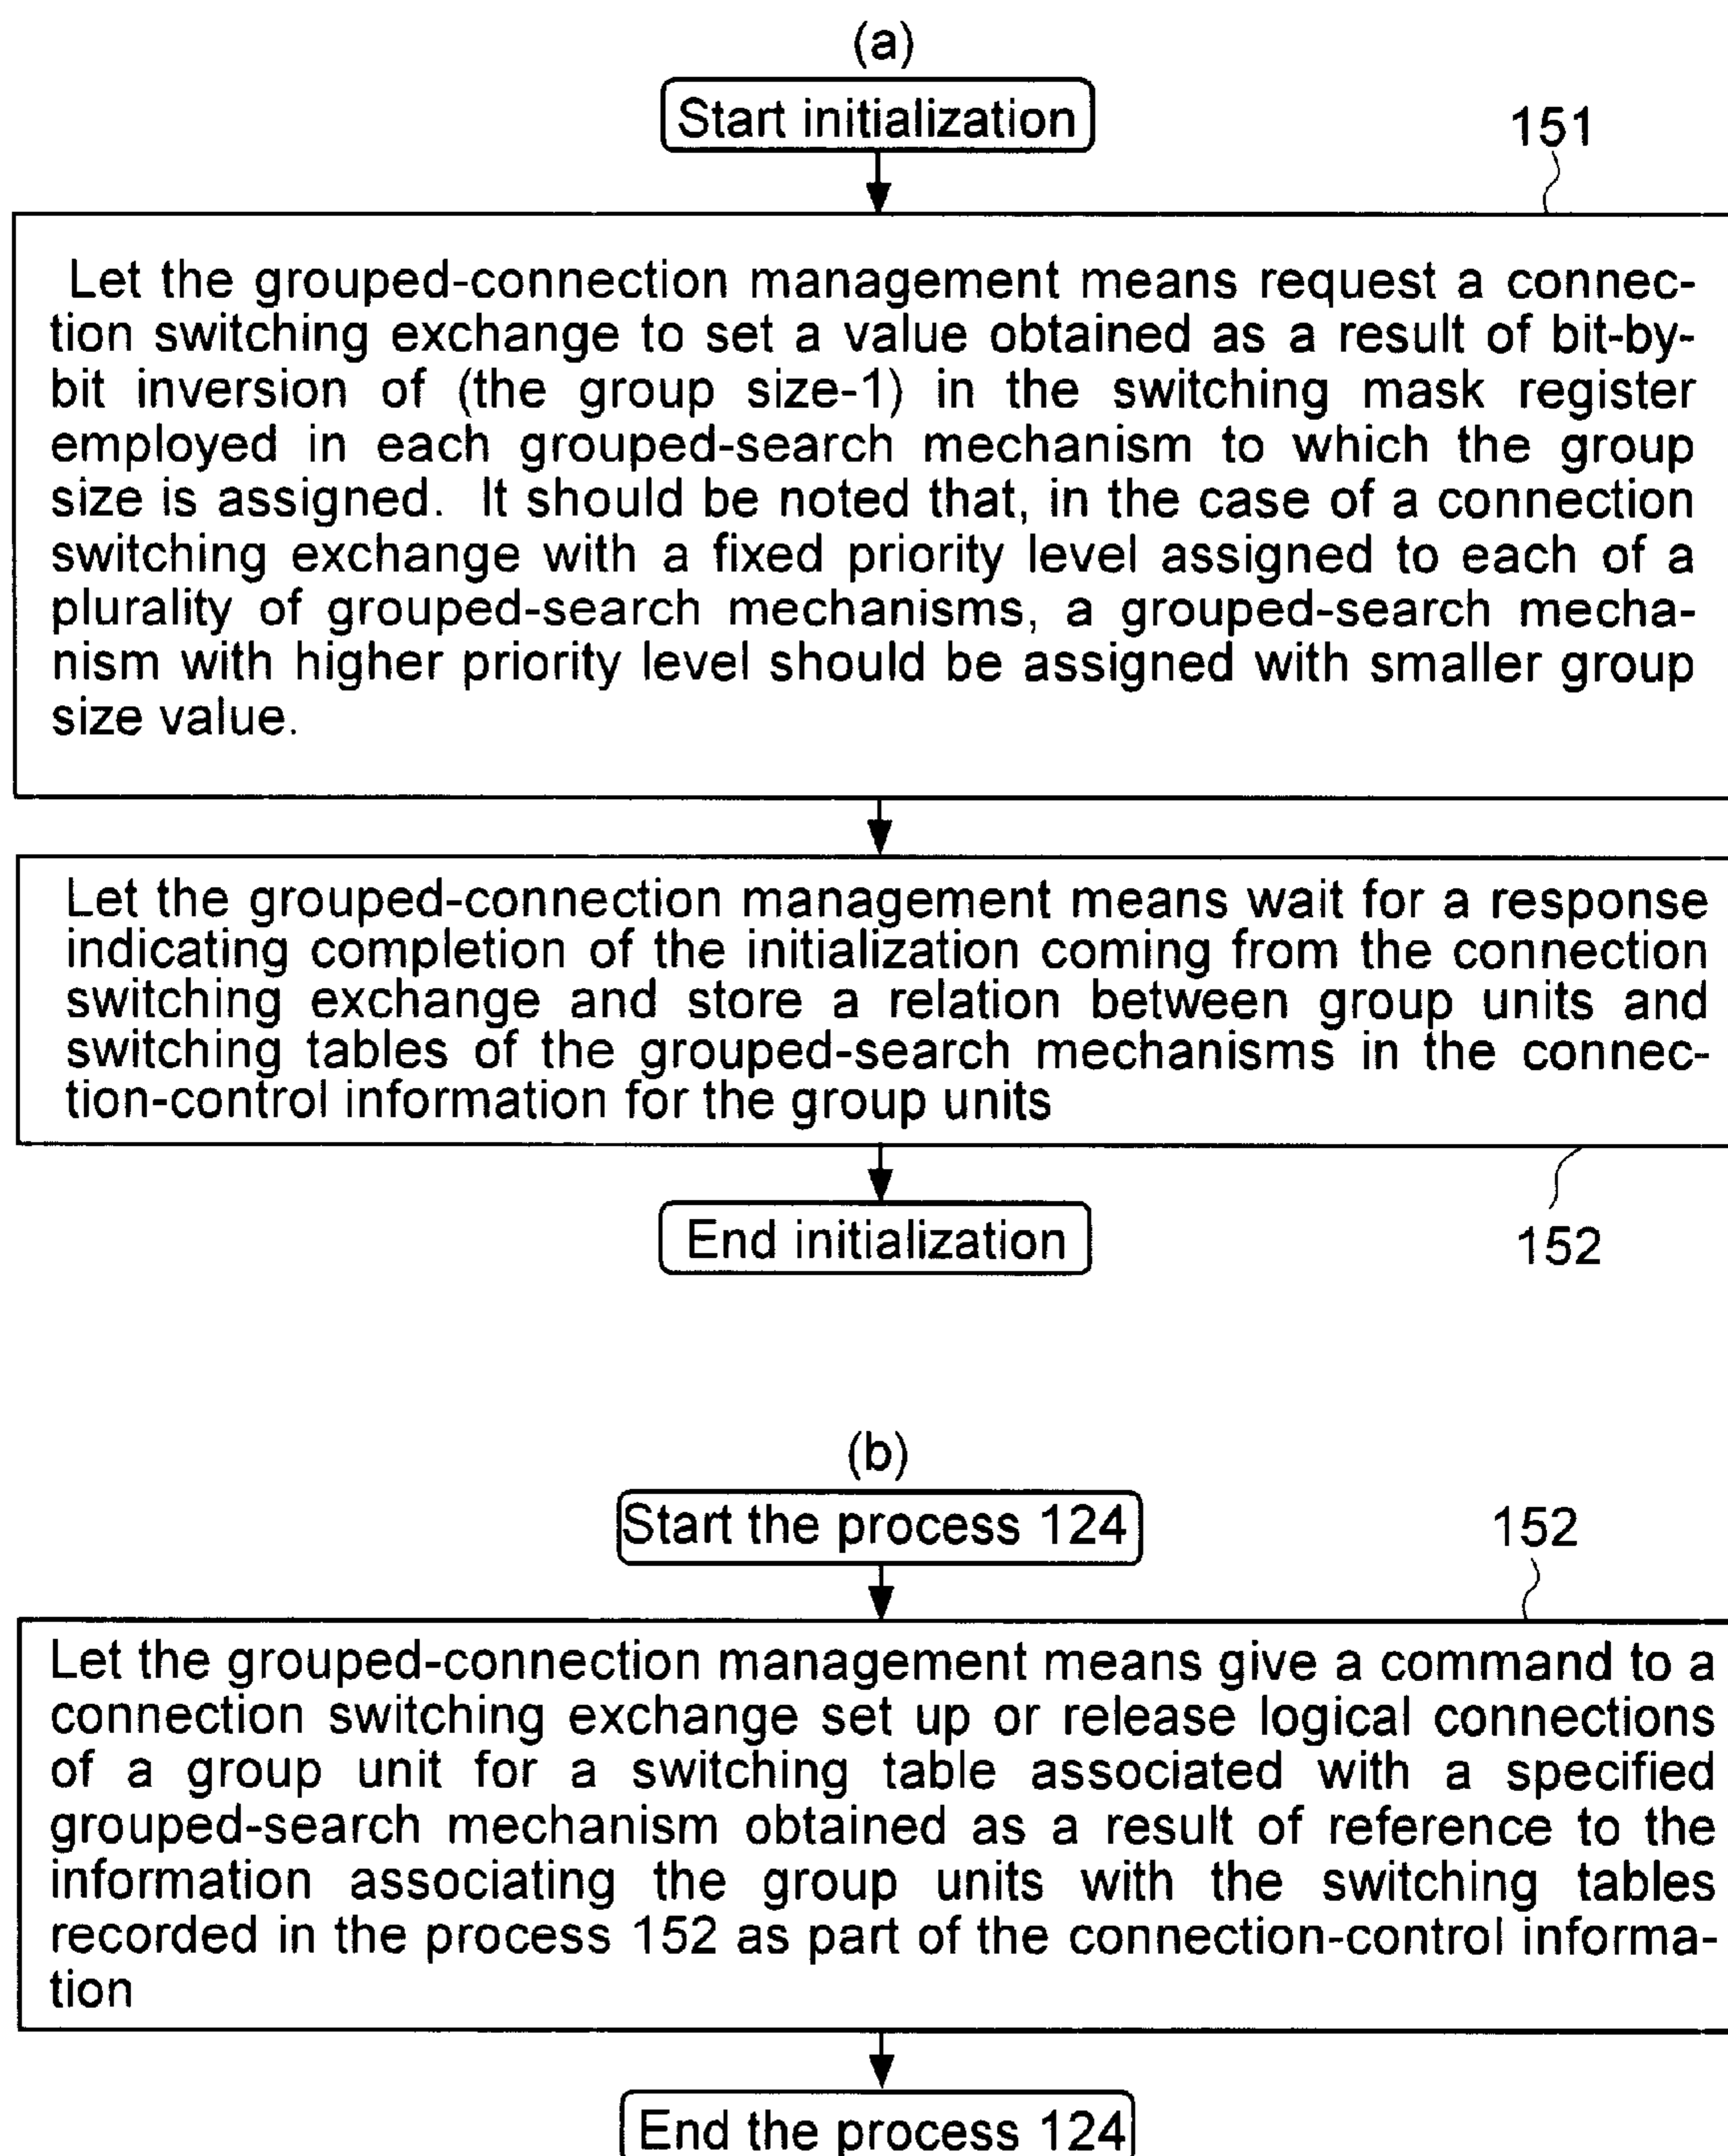 (a)
Start initialization
151
Let the grouped-connection management means request a connec-
tion switching exchange to set a value obtained as a result of bit-by-
bit inversion of (the group size-1) in the switching mask register
employed in each grouped-search mechanism to which the group
size is assigned. It should be noted that, in the case of a connection
switching exchange with a fixed priority level assigned to each of a
plurality of grouped-search mechanisms, a grouped-search mecha-
nism with higher priority level should be assigned with smaller group
size value.
Let the grouped-connection management means wait for a response
indicating completion of the initialization coming from the connection
switching exchange and store a relation between group units and
switching tables of the grouped-search mechanisms in the connec-
tion-control information for the group units
End initialization
152
(b)
Start the process 124
152
Let the grouped-connection management means give a command to a
connection switching exchange set up or release logical connections
of a group unit for a switching table associated with a specified
grouped-search mechanism obtained as a result of reference to the
information associating the group units with the switching tables
recorded in the process 152 as part of the connection-control informa-
tion
End the process 124